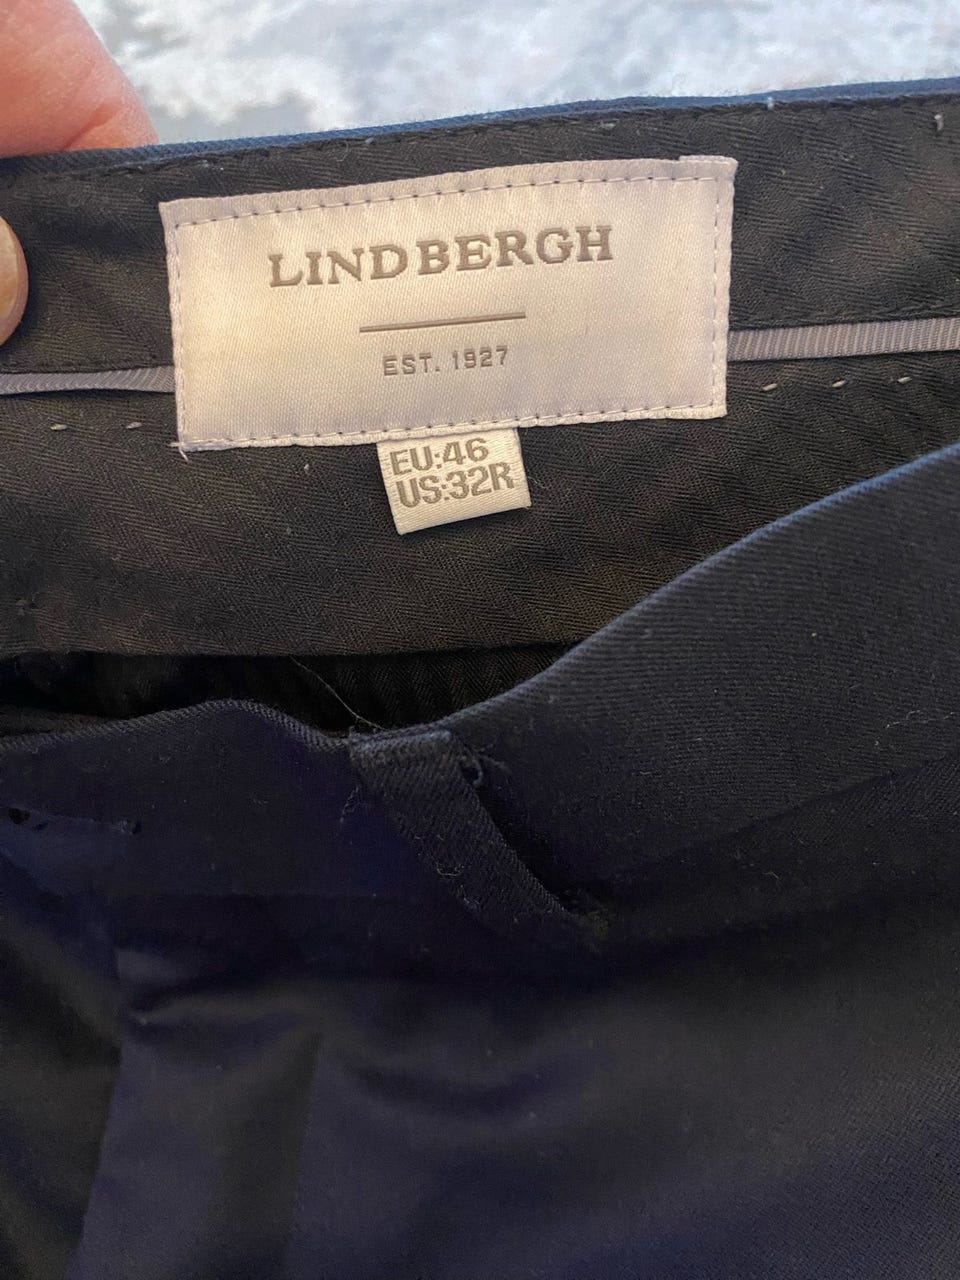 LINDBERGH
EST. 1927
EU:46
US:32R